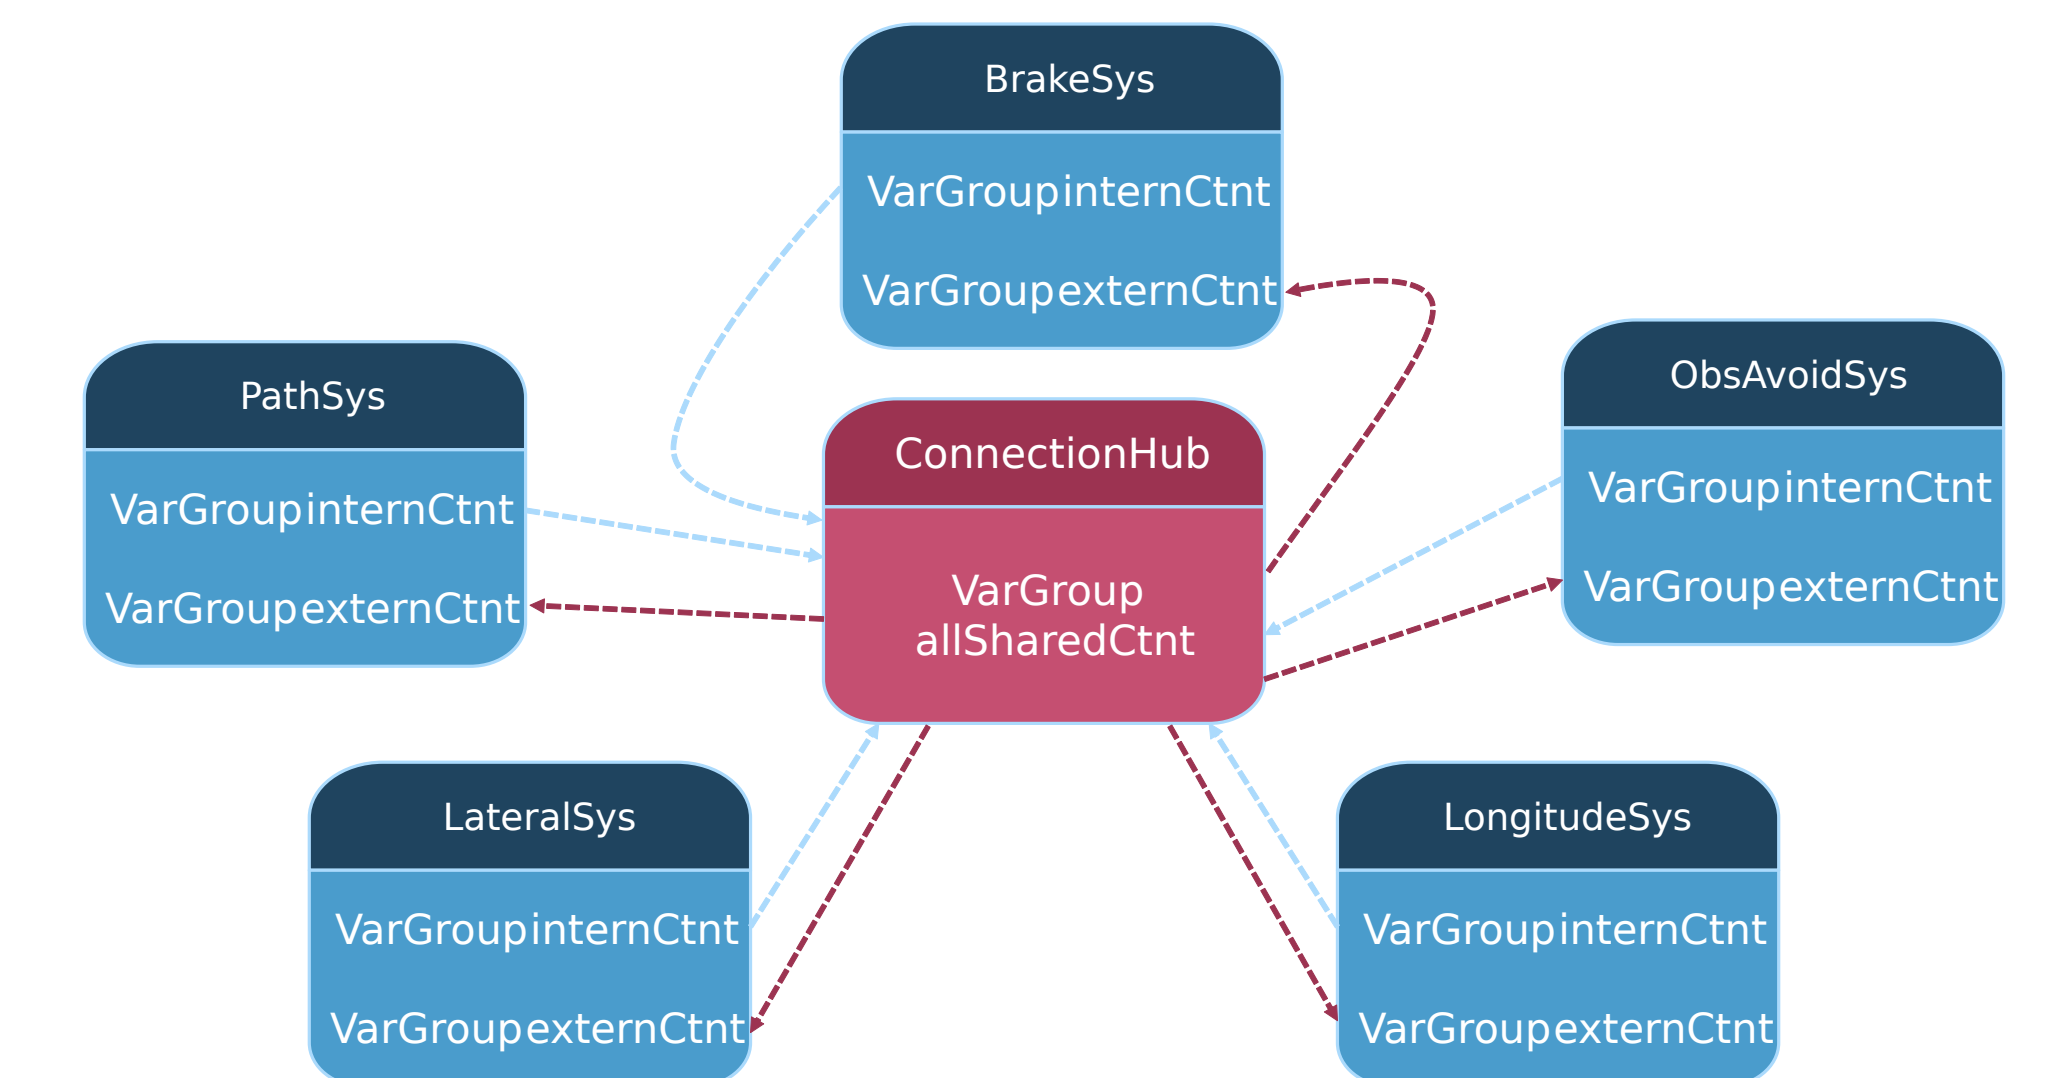 BrakeSys
VarGroupinternCtnt
VarGroupexternCtnt
PathSys
VarGroupinternCtnt
VarGroupexternCtnt
ConnectionHub
VarGroup
allSharedCtnt
ObsAvoidSys
VarGroupinternCtnt
VarGroupexternCtnt
LateralSys
VarGroupinternCtnt
VarGroupexternCtnt
LongitudeSys
VarGroupinternCtnt
VarGroupexternCtnt